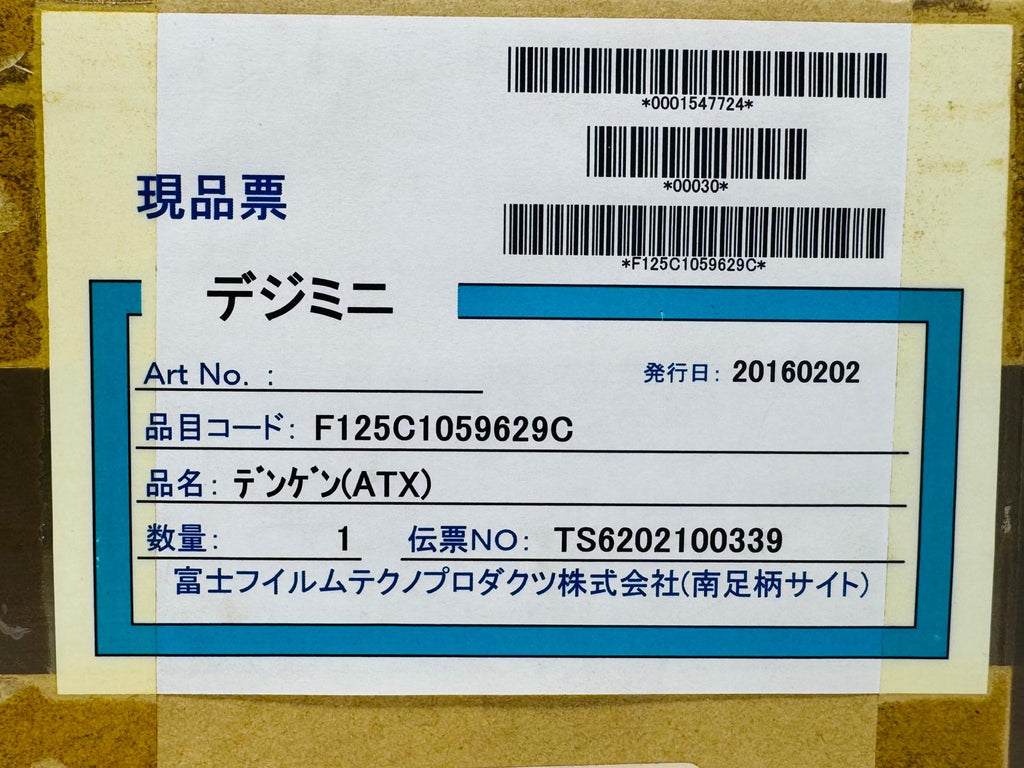 *0001547724*
*00030*
*F125C1059629C*
現品票
デジミニ
Art No. :
発行日: 20160202
品目コード: F125C1059629C
品名: ﾃﾞﾝｹﾞﾝ(ATX)
数量: 1 伝票NO: TS6202100339
富士フイルムテクノプロダクツ株式会社(南足柄サイト)